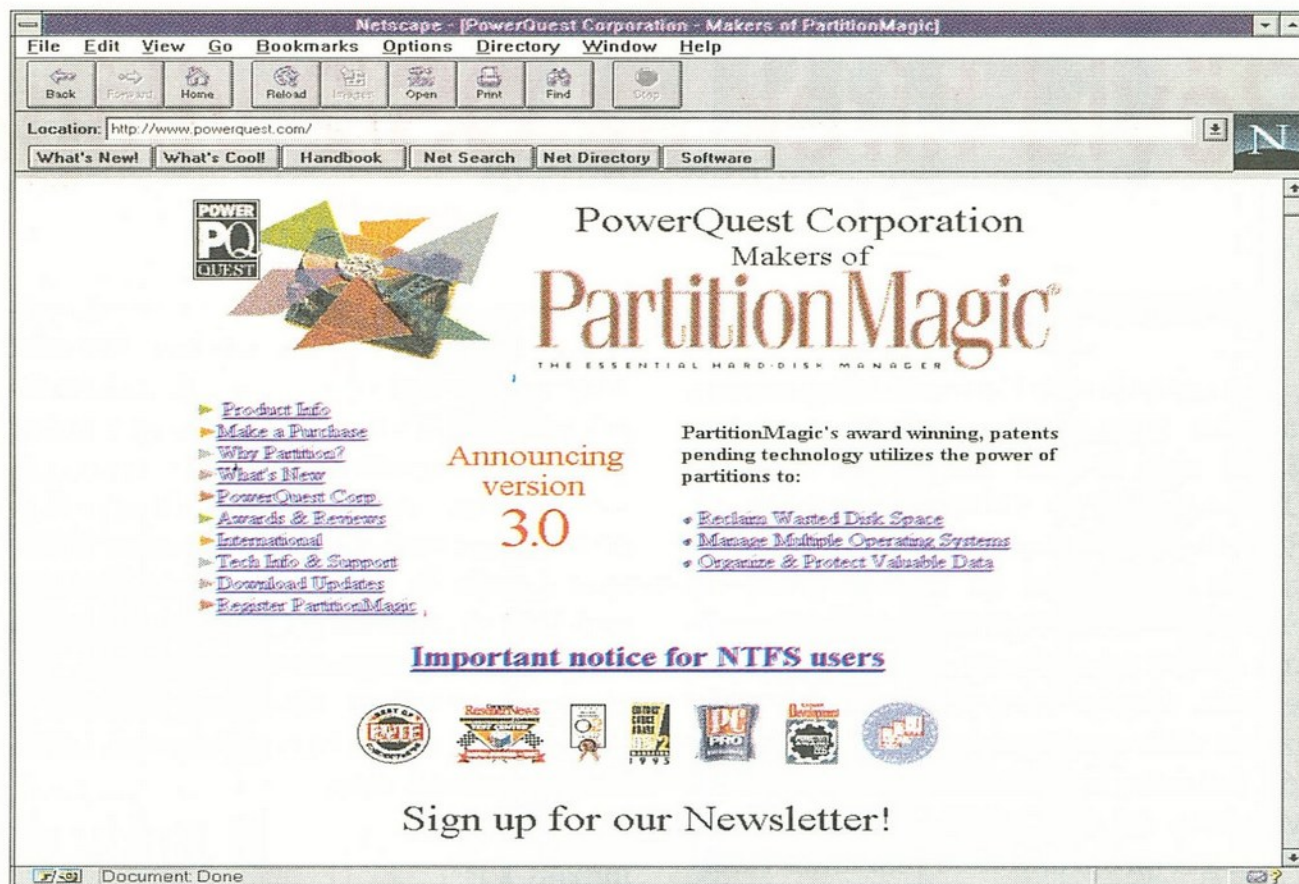 Netscape - [PowerQuest Corporation - Makers of PartitionMagic]
File Edit View Go Bookmarks Options Directory Window Help
Back Forward Home Reload Images Open Print Find Stop
Location: http://www.powerquest.com/
N
What's New! What's Cool! Handbook Net Search Net Directory Software
POWER
PQ
QUEST
PowerQuest Corporation
Makers of
PartitionMagic®
THE ESSENTIAL HARD-DISK MANAGER
Product Info
Make a Purchase
Why Partition?
What's New
PowerQuest Corp.
Awards & Reviews
International
Tech Info & Support
Download Updates
Register PartitionMagic
Announcing
version
3.0
PartitionMagic's award winning, patents
pending technology utilizes the power of
partitions to:
Reclaim Wasted Disk Space
Manage Multiple Operating Systems
Organize & Protect Valuable Data
Important notice for NTFS users
BEST OF
TEST CENTER
PC
PRO
Development
1995
Sign up for our Newsletter!
Document: Done